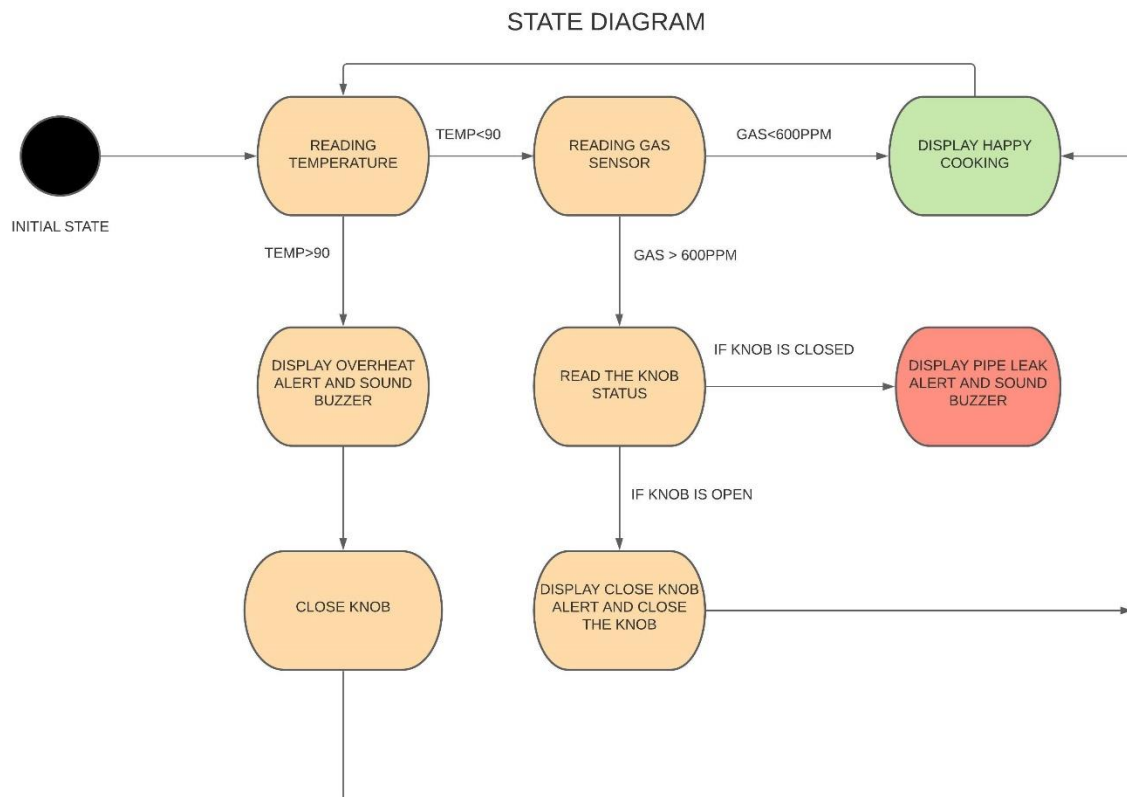 STATE DIAGRAM
INITIAL STATE
READING
TEMPERATURE
TEMP<90
READING GAS
SENSOR
GAS<600PPM
DISPLAY HAPPY
COOKING
TEMP>90
GAS > 600PPM
DISPLAY OVERHEAT
ALERT AND SOUND
BUZZER
READ THE KNOB
STATUS
IF KNOB IS CLOSED
DISPLAY PIPE LEAK
ALERT AND SOUND
BUZZER
IF KNOB IS OPEN
CLOSE KNOB
DISPLAY CLOSE KNOB
ALERT AND CLOSE
THE KNOB